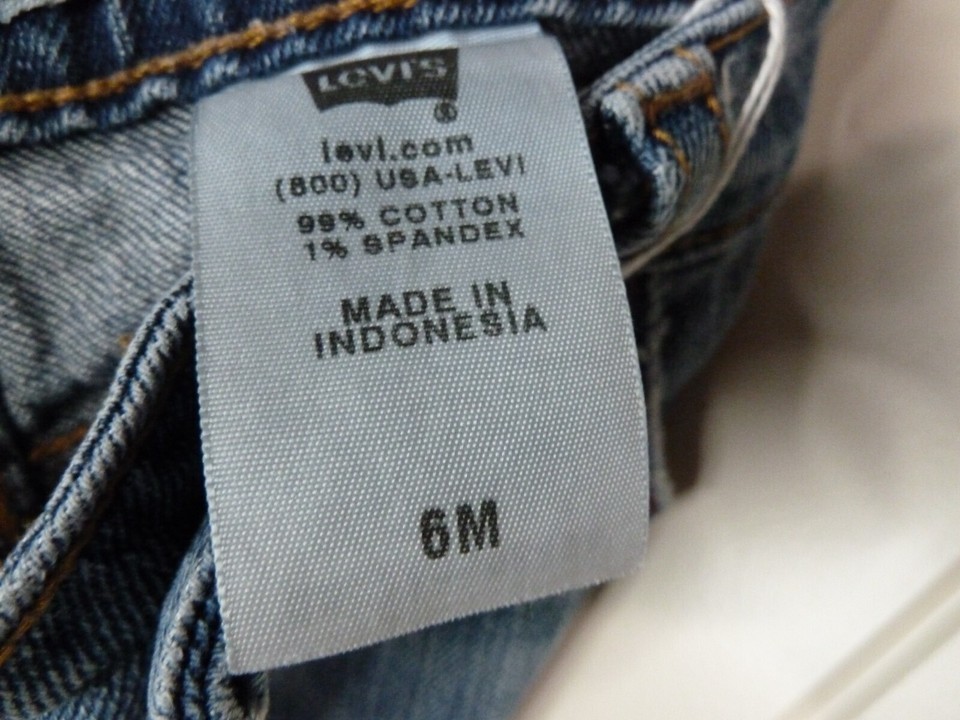 LEVI'S
®
levi.com
(800) USA-LEVI
99% COTTON
1% SPANDEX
MADE IN
INDONESIA
6M